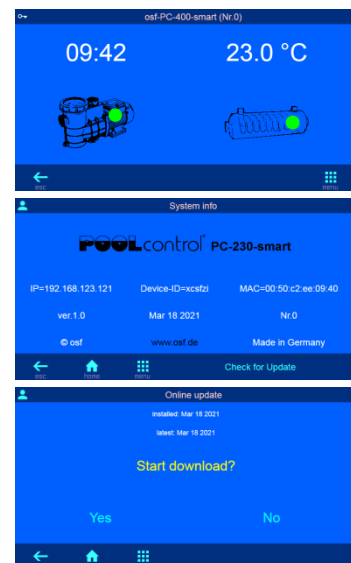 osf-PC-400-smart (Nr.0)
09:42 23.0 °C
esc menu
System info
POOLcontrol® PC-230-smart
IP=192.168.123.121 Device-ID=xcsfzi MAC=00:50:c2:ee:09:40
ver.1.0 Mar 18 2021 Nr.0
© osf www.osf.de Made in Germany
esc home menu Check for Update
Online update
installed: Mar 18 2021
latest: Mar 18 2021
Start download?
Yes No